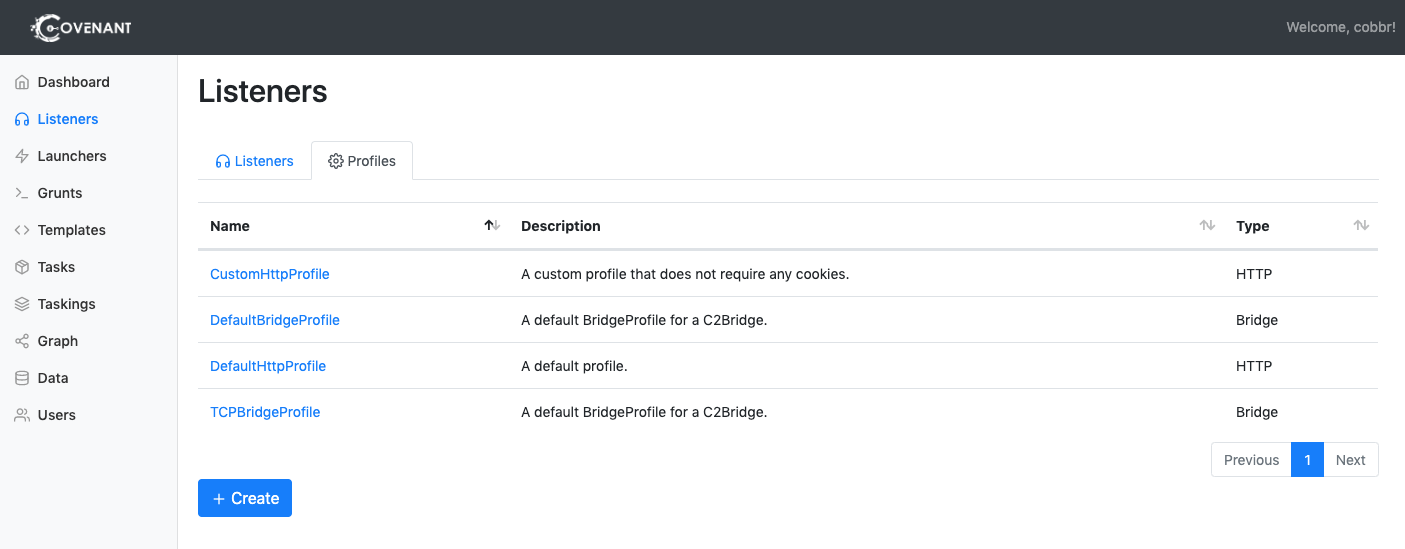 COVENANT
Welcome, cobbr!
Dashboard
Listeners
Launchers
Grunts
Templates
Tasks
Taskings
Graph
Data
Users
Listeners
Listeners Profiles
Name Description Type
CustomHttpProfile A custom profile that does not require any cookies. HTTP
DefaultBridgeProfile A default BridgeProfile for a C2Bridge. Bridge
DefaultHttpProfile A default profile. HTTP
TCPBridgeProfile A default BridgeProfile for a C2Bridge. Bridge
Previous 1 Next
+ Create